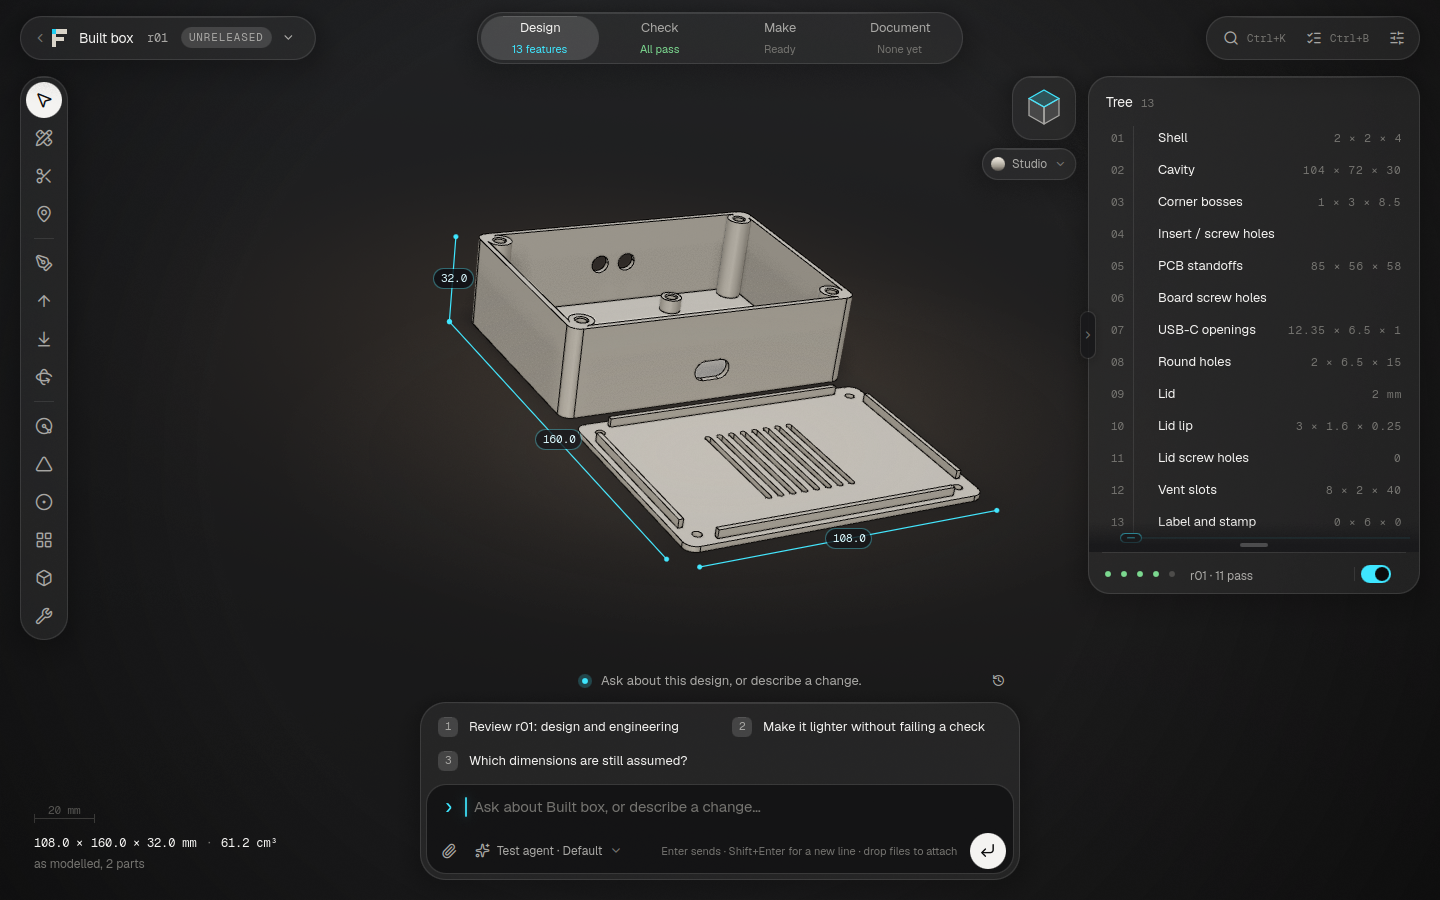 Built box r01 UNRELEASED
Design
13 features
Check
All pass
Make
Ready
Document
None yet
Ctrl+K Ctrl+B
Studio
Tree 13
01 Shell 2 × 2 × 4
02 Cavity 104 × 72 × 30
03 Corner bosses 1 × 3 × 8.5
04 Insert / screw holes
05 PCB standoffs 85 × 56 × 58
06 Board screw holes
07 USB-C openings 12.35 × 6.5 × 1
08 Round holes 2 × 6.5 × 15
09 Lid 2 mm
10 Lid lip 3 × 1.6 × 0.25
11 Lid screw holes 0
12 Vent slots 8 × 2 × 40
13 Label and stamp 0 × 6 × 0
r01 · 11 pass
32.0
160.0
108.0
Ask about this design, or describe a change.
1 Review r01: design and engineering
2 Make it lighter without failing a check
3 Which dimensions are still assumed?
Ask about Built box, or describe a change...
Test agent · Default
Enter sends · Shift+Enter for a new line · drop files to attach
20 mm
108.0 × 160.0 × 32.0 mm · 61.2 cm³
as modelled, 2 parts